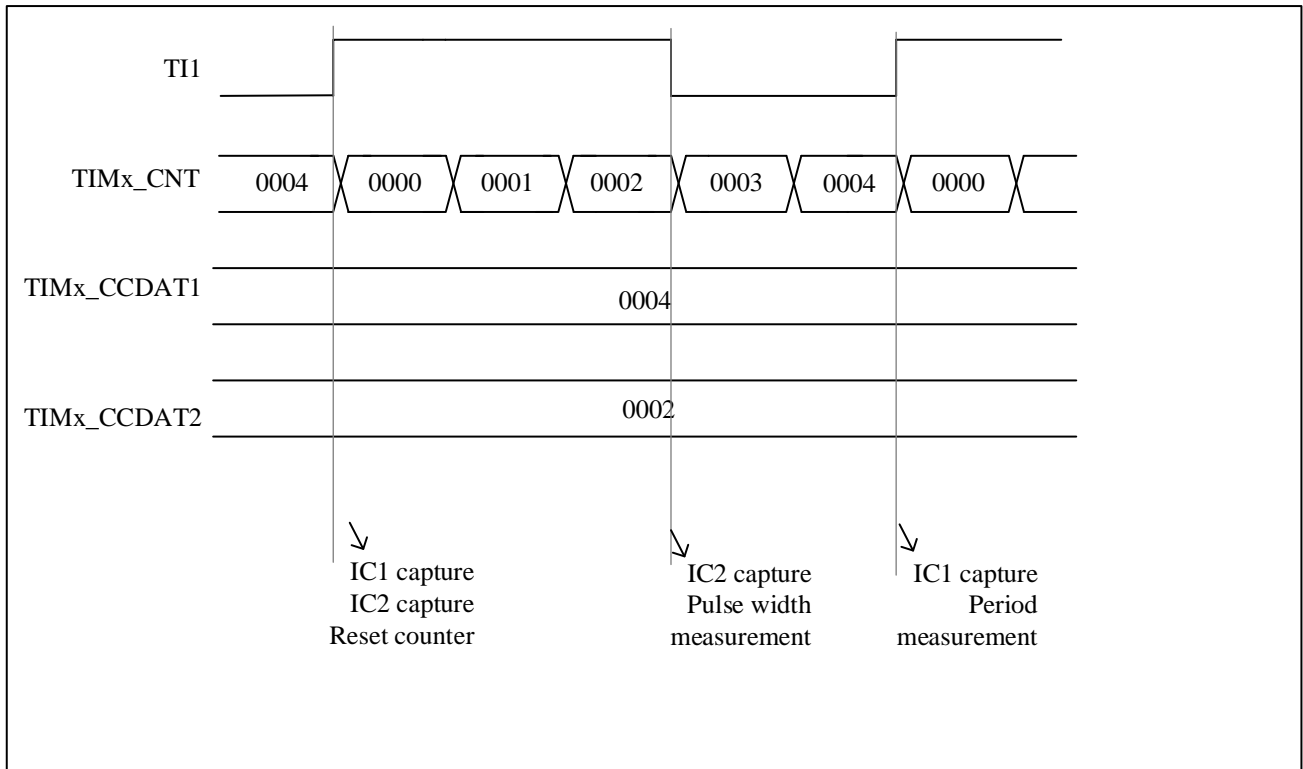 TI1
TIMx_CNT
0004
0000
0001
0002
0003
0004
0000
TIMx_CCDAT1
0004
TIMx_CCDAT2
0002
IC1 capture
IC2 capture
Reset counter
IC2 capture
Pulse width
measurement
IC1 capture
Period
measurement